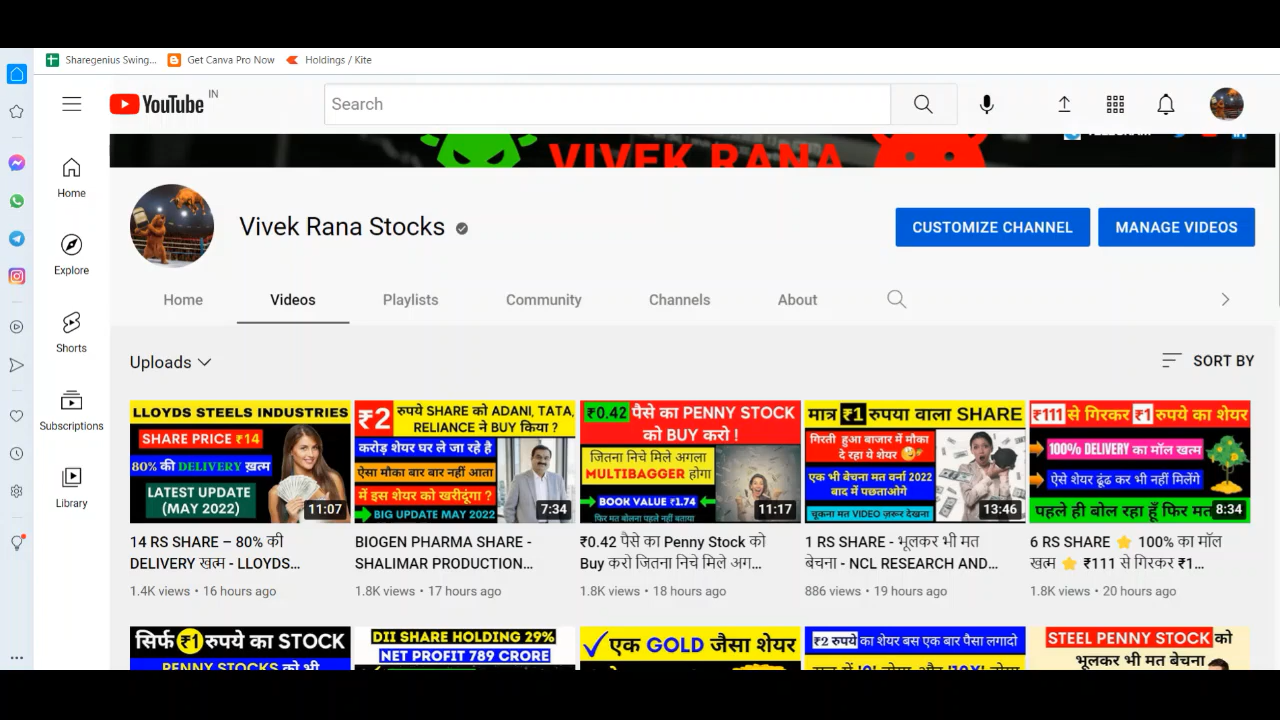 Sharegenius Swing...
Get Canva Pro Now
Holdings / Kite
YouTube IN
Search
VIVEK RANA
TELEGRAM
Home
Explore
Shorts
Subscriptions
Library
Vivek Rana Stocks
CUSTOMIZE CHANNEL
MANAGE VIDEOS
Home
Videos
Playlists
Community
Channels
About
Uploads
SORT BY
LLOYDS STEELS INDUSTRIES
SHARE PRICE ₹14
80% की DELIVERY ख़त्म
LATEST UPDATE
(MAY 2022)
11:07
14 RS SHARE – 80% की
DELIVERY खत्म - LLOYDS...
1.4K views • 16 hours ago
₹2 रुपये SHARE को ADANI, TATA,
RELIANCE ने BUY किया ?
करोड़ शेयर घर ले जा रहे है
ऐसा मौका बार बार नहीं आता
में इस शेयर को खरीदूंगा ?
BIG UPDATE MAY 2022
7:34
BIOGEN PHARMA SHARE -
SHALIMAR PRODUCTION...
1.8K views • 17 hours ago
₹0.42 पैसे का PENNY STOCK
को BUY करो !
जितना निचे मिले अगला
MULTIBAGGER होगा
BOOK VALUE ₹1.74
फिर मत बोलना पहले नहीं बताया
11:17
₹0.42 पैसे का Penny Stock को
Buy करो जितना निचे मिले अग...
1.8K views • 18 hours ago
मात्र ₹1 रुपया वाला SHARE
गिरती हुआ बाजार में मौका
दे रहा ये शेयर
एक भी बेचना मत वर्ना 2022
बाद में पछताओगे
चूकना मत VIDEO ज़रूर देखना
13:46
1 RS SHARE - भूलकर भी मत
बेचना - NCL RESEARCH AND...
886 views • 19 hours ago
₹111 से गिरकर ₹1 रुपये का शेयर
100% DELIVERY का मॉल खत्म
ऐसे शेयर ढूंढ कर भी नहीं मिलेंगे
पहले ही बोल रहा हूँ फिर मत
8:34
6 RS SHARE ⭐ 100% का मॉल
खत्म ⭐ ₹111 से गिरकर ₹1...
1.8K views • 20 hours ago
सिर्फ ₹1 रुपये का STOCK
PENNY STOCKS को भी
DII SHARE HOLDING 29%
NET PROFIT 789 CRORE
✓एक GOLD जैसा शेयर
₹2 रुपये का शेयर बस एक बार पैसा लगादो
STEEL PENNY STOCK को
भूलकर भी मत बेचना